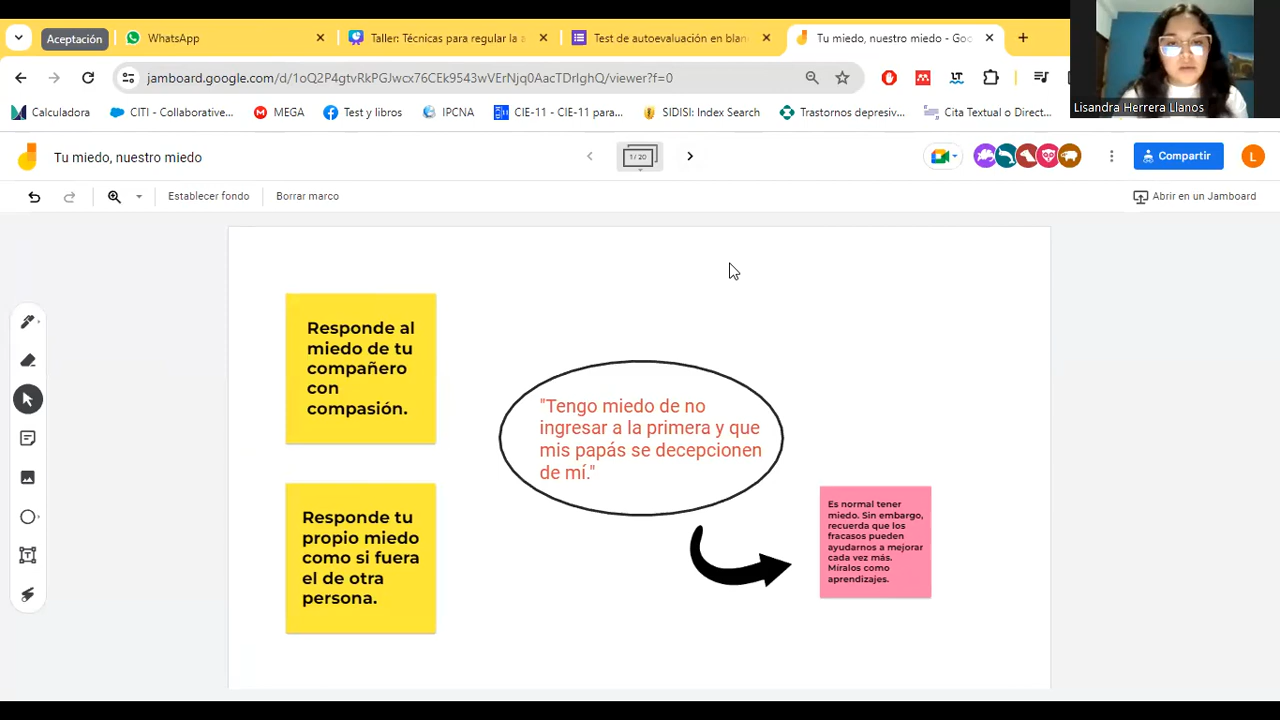 Aceptación
WhatsApp
Taller: Técnicas para regular la a
Test de autoevaluación en blan
Tu miedo, nuestro miedo - Goo
jamboard.google.com/d/1oQ2P4qtvRkPGJwcx76CEk9543wVErNjq0AacTDrIghQ/viewer?f=0
Calculadora
CITI - Collaborative...
MEGA
Test y libros
IPCNA
CIE-11 - CIE-11 para...
SIDISI: Index Search
Trastornos depresiv...
Cita Textual o Direct...
Lisandra Herrera Llanos
Tu miedo, nuestro miedo
1 / 20
Compartir
L
Establecer fondo
Borrar marco
Abrir en un Jamboard
Responde al
miedo de tu
compañero
con
compasión.
Responde tu
propio miedo
como si fuera
el de otra
persona.
"Tengo miedo de no
ingresar a la primera y que
mis papás se decepcionen
de mí."
Es normal tener
miedo. Sin embargo,
recuerda que los
fracasos pueden
ayudarnos a mejorar
cada vez más.
Míralos como
aprendizajes.